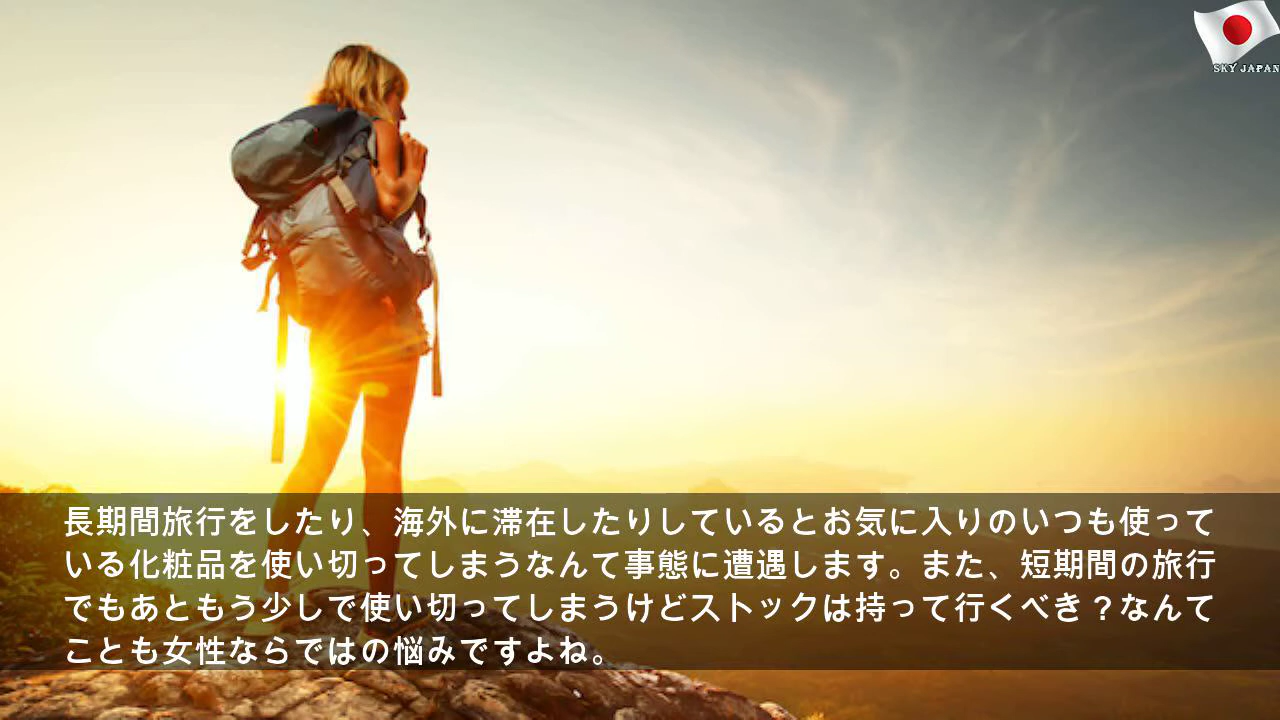 SKY JAPAN
長期間旅行をしたり、海外に滞在したりしているとお気に入りのいつも使って
いる化粧品を使い切ってしまうなんて事態に遭遇します。また、短期間の旅行
でもあともう少しで使い切ってしまうけどストックは持って行くべき？なんて
ことも女性ならではの悩みですよね。